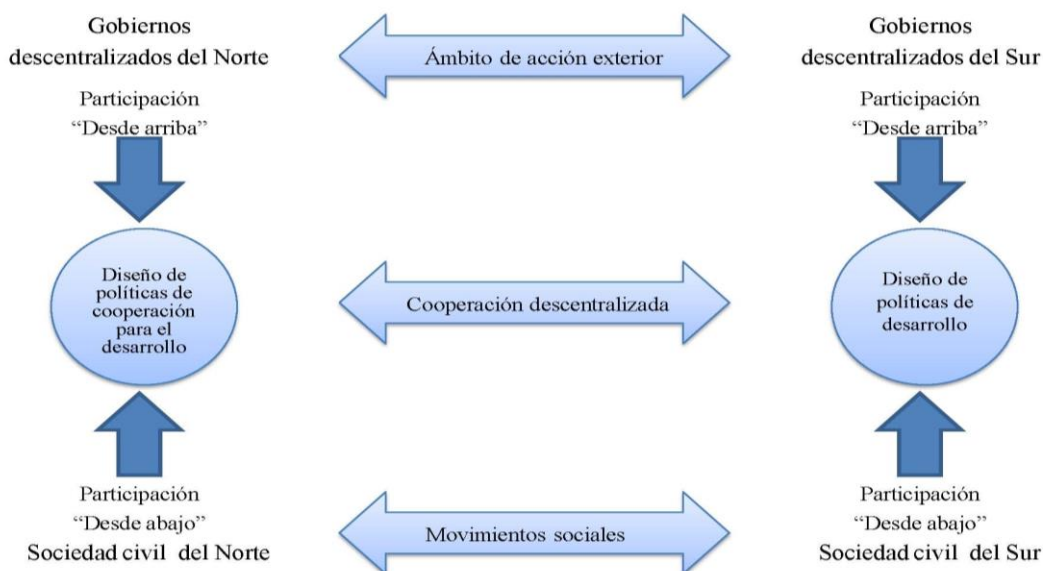 Gobiernos
descentralizados del Norte
Ámbito de acción exterior
Gobiernos
descentralizados del Sur
Participación
“Desde arriba”
Participación
“Desde arriba”
Diseño de
políticas de
cooperación
para el
desarrollo
Cooperación descentralizada
Diseño de
políticas de
desarrollo
Participación
“Desde abajo”
Sociedad civil del Norte
Movimientos sociales
Participación
“Desde abajo”
Sociedad civil del Sur